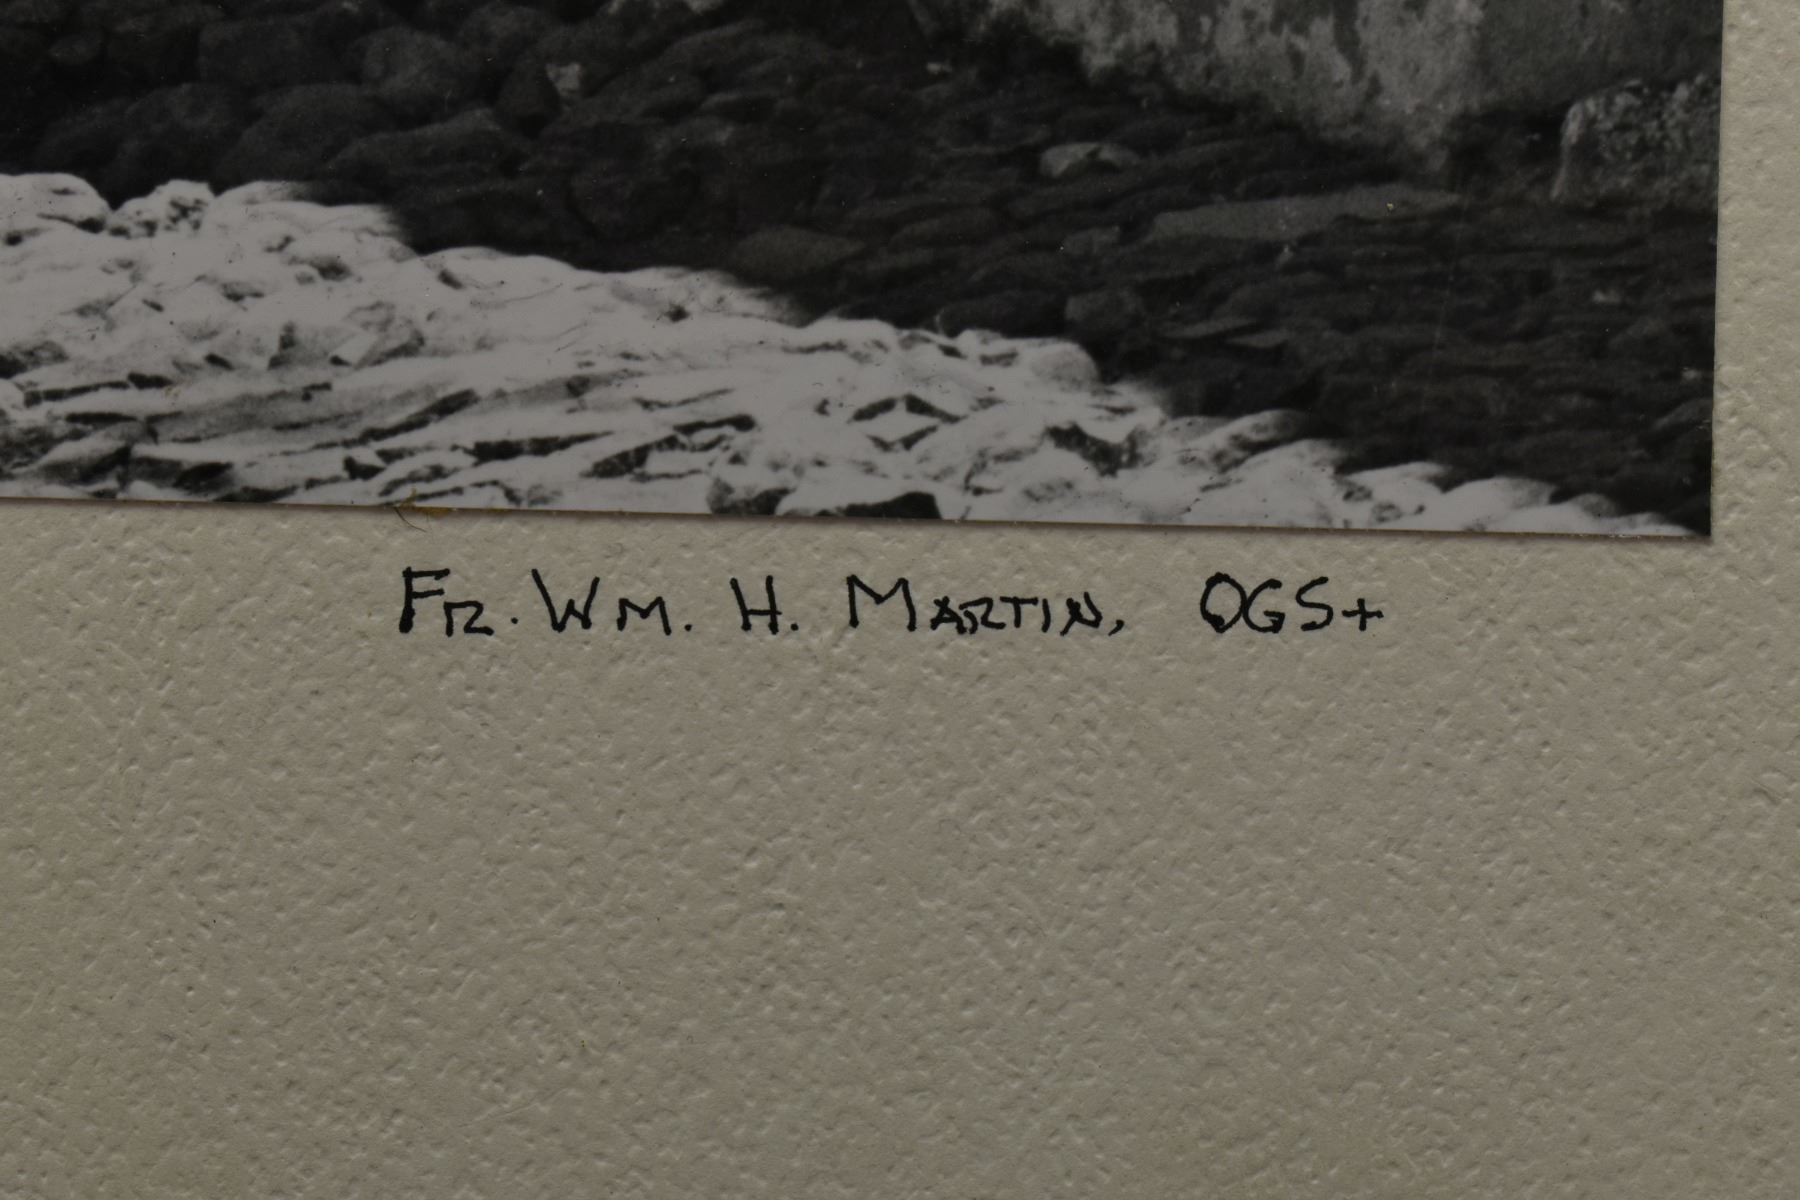 Fr. Wm. H. Martin, OGS+